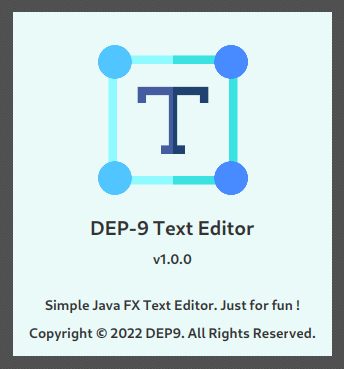 T
DEP-9 Text Editor
v1.0.0
Simple Java FX Text Editor. Just for fun !
Copyright © 2022 DEP9. All Rights Reserved.